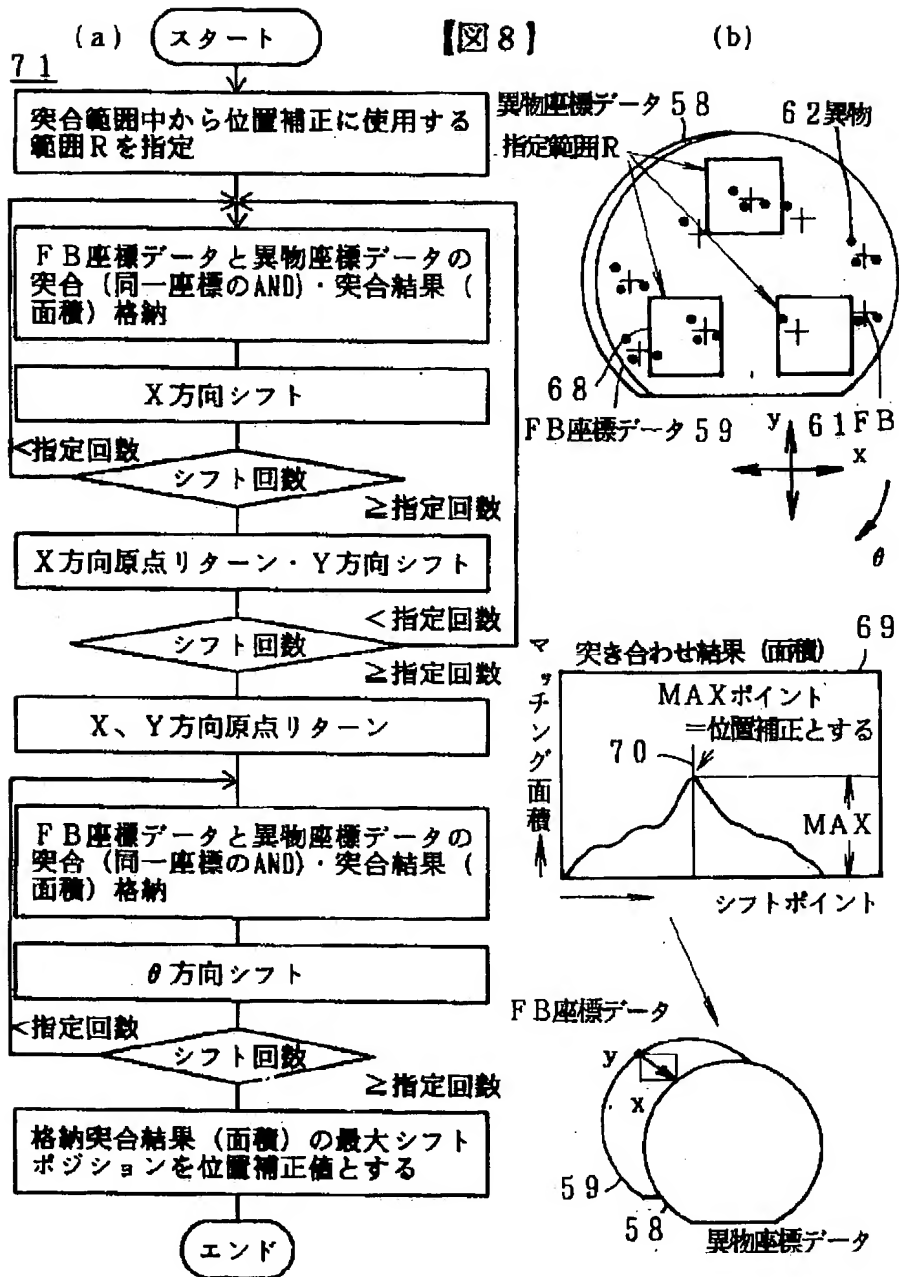 (a)
スタート
【図8】
(b)
71
突合範囲中から位置補正に使用する
範囲Rを指定
FB座標データと異物座標データの
突合(同一座標のAND)・突合結果(
面積)格納
X方向シフト
<指定回数
シフト回数
≧指定回数
X方向原点リターン・Y方向シフト
<指定回数
シフト回数
≧指定回数
X、Y方向原点リターン
FB座標データと異物座標データの
突合(同一座標のAND)・突合結果(
面積)格納
θ方向シフト
<指定回数
シフト回数
≧指定回数
格納突合結果(面積)の最大シフト
ポジションを位置補正値とする
エンド
異物座標データ58
62異物
指定範囲R
68
FB座標データ59
61FB
y
x
θ
69
突き合わせ結果(面積)
マッチング面積
MAXポイント
=位置補正とする
70
MAX
シフトポイント
FB座標データ
y
x
59
58
異物座標データ